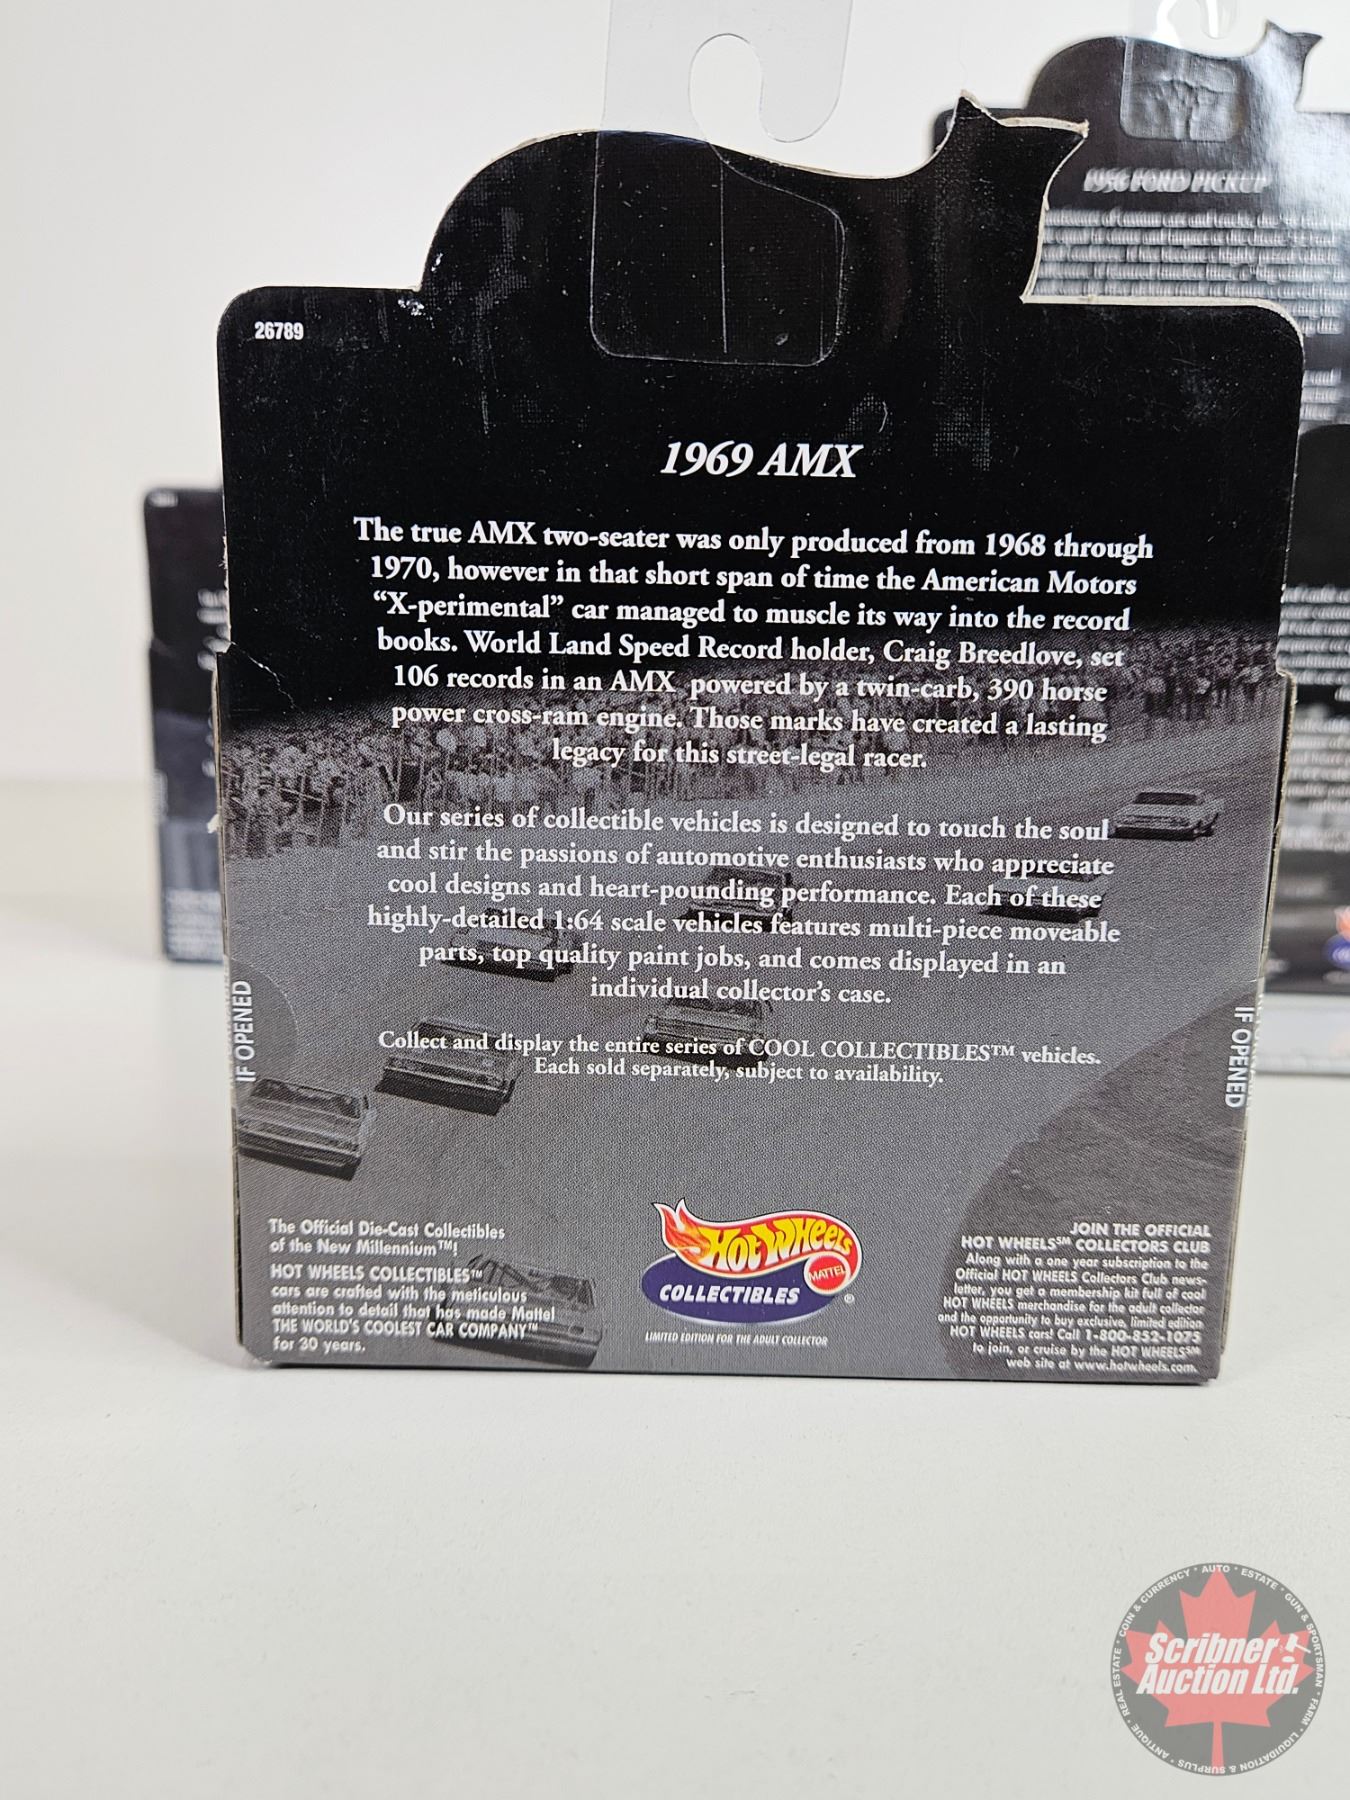 26789
1956 FORD PICKUP
1969 AMX
The true AMX two-seater was only produced from 1968 through
1970, however in that short span of time the American Motors
“X-perimental” car managed to muscle its way into the record
books. World Land Speed Record holder, Craig Breedlove, set
106 records in an AMX powered by a twin-carb, 390 horse
power cross-ram engine. Those marks have created a lasting
legacy for this street-legal racer.
Our series of collectible vehicles is designed to touch the soul
and stir the passions of automotive enthusiasts who appreciate
cool designs and heart-pounding performance. Each of these
highly-detailed 1:64 scale vehicles features multi-piece moveable
parts, top quality paint jobs, and comes displayed in an
individual collector’s case.
Collect and display the entire series of COOL COLLECTIBLES™ vehicles.
Each sold separately, subject to availability.
IF OPENED
IF OPENED
The Official Die-Cast Collectibles
of the New Millennium™!
HOT WHEELS COLLECTIBLES™
cars are crafted with the meticulous
attention to detail that has made Mattel
THE WORLD'S COOLEST CAR COMPANY™
for 30 years.
Hot Wheels
MATTEL
COLLECTIBLES ®
LIMITED EDITION FOR THE ADULT COLLECTOR
JOIN THE OFFICIAL
HOT WHEELS℠ COLLECTORS CLUB
Along with a one year subscription to the
Official HOT WHEELS Collectors Club news-
letter, you get a membership kit full of cool
HOT WHEELS merchandise for the adult collector
and the opportunity to buy exclusive, limited edition
HOT WHEELS cars! Call 1-800-852-1075
to join, or cruise by the HOT WHEELS℠
web site at www.hotwheels.com.
COIN & CURRENCY · AUTO · ESTATE · GUN & SPORTSMAN · FARM · LIQUIDATION & SURPLUS · ANTIQUE · REAL ESTATE ·
Scribner
Auction Ltd.